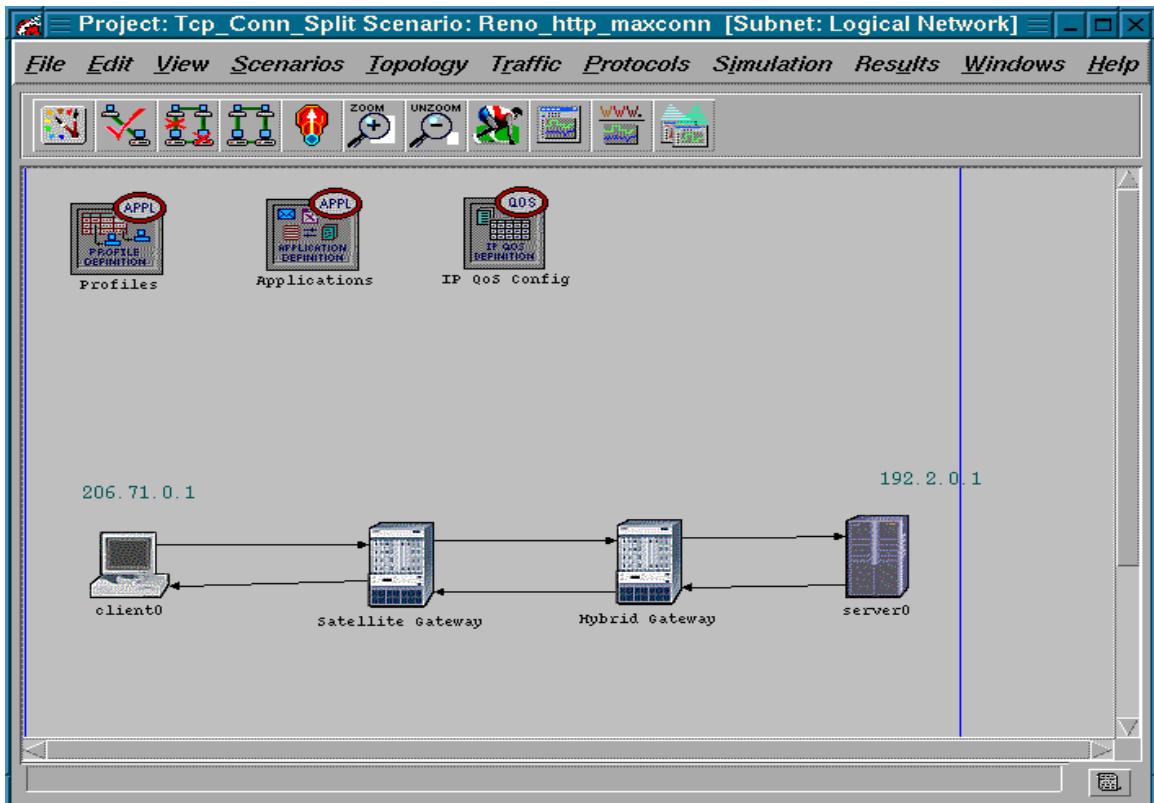 Project: Tcp_Conn_Split Scenario: Reno_http_maxconn [Subnet: Logical Network]
File Edit View Scenarios Topology Traffic Protocols Simulation Results Windows Help
ZOOM UNZOOM WWW.
APPL APPL QOS
PROFILE DEFINITION
APPLICATION DEFINITION
IP QOS DEFINITION
Profiles Applications IP QoS Config
206.71.0.1 192.2.0.1
client0 Satellite Gateway Hybrid Gateway server0